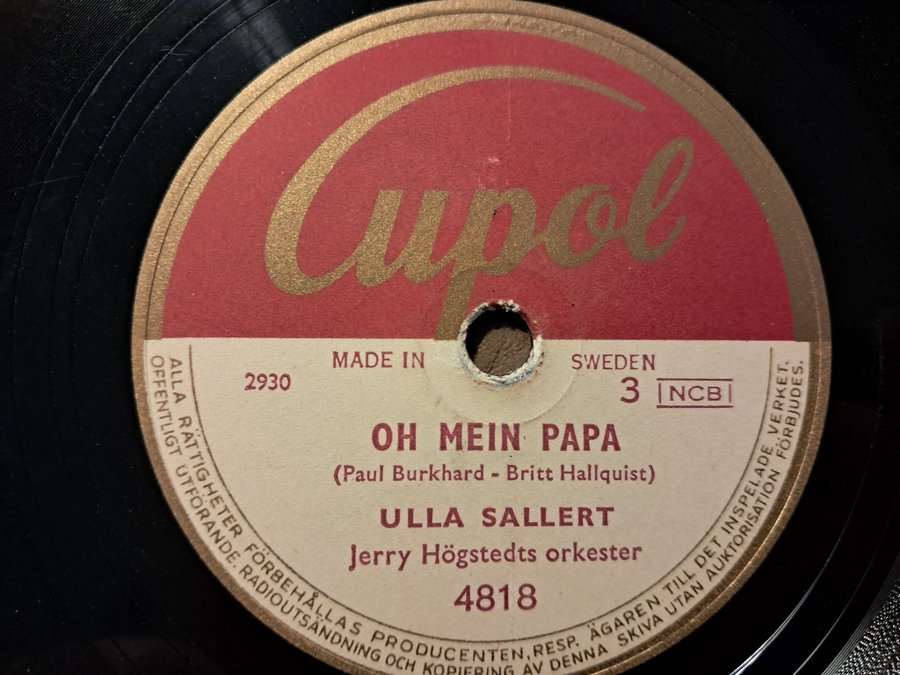 Cupol
MADE IN SWEDEN
2930
3 NCB
OH MEIN PAPA
(Paul Burkhard - Britt Hallquist)
ULLA SALLERT
Jerry Högstedts orkester
4818
ALLA RÄTTIGHETER FÖRBEHÅLLAS PRODUCENTEN, RESP. ÄGAREN TILL DET INSPELADE VERKET.
OFFENTLIGT UTFÖRANDE. RADIOUTSÄNDNING OCH KOPIERING AV DENNA SKIVA UTAN AUKTORISATION FÖRBJUDES.